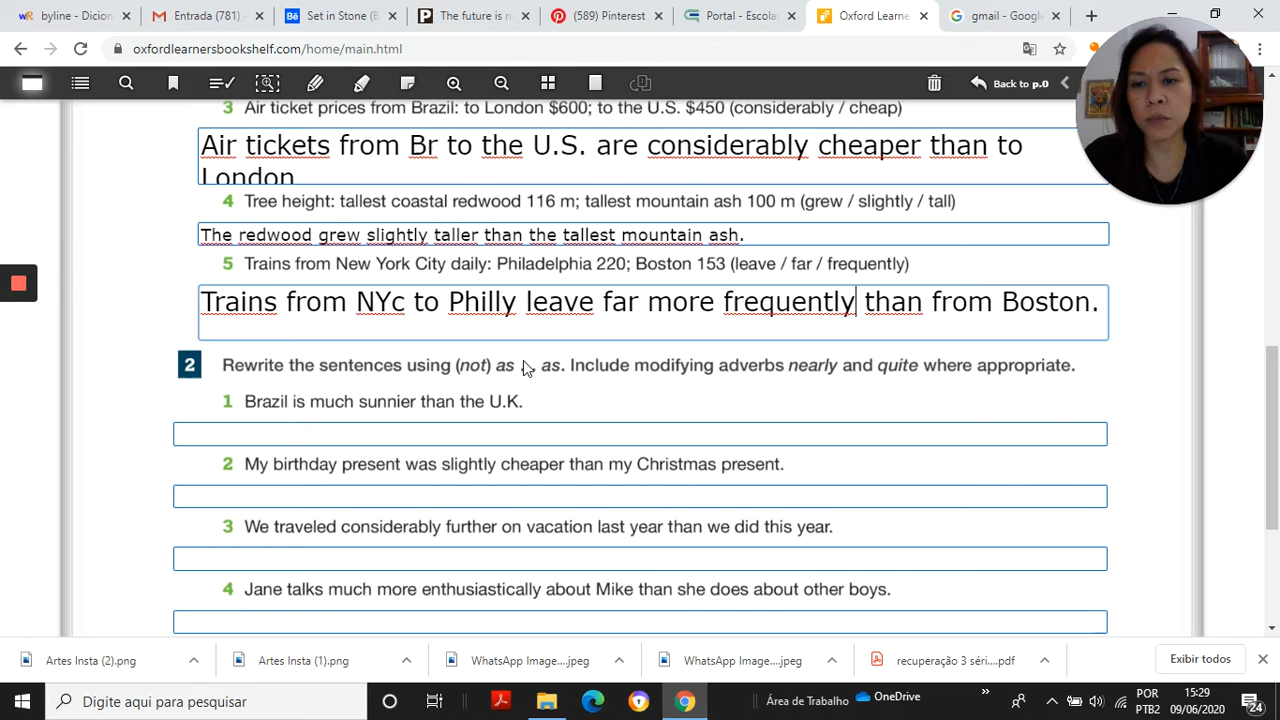 byline - Dicion
Entrada (781) -
Set in Stone (B
The future is n
(589) Pinterest
Portal - Escola
Oxford Learne
gmail - Google
oxfordlearnersbookshelf.com/home/main.html
Back to p.0
3 Air ticket prices from Brazil: to London $600; to the U.S. $450 (considerably / cheap)
Air tickets from Br to the U.S. are considerably cheaper than to
London
4 Tree height: tallest coastal redwood 116 m; tallest mountain ash 100 m (grew / slightly / tall)
The redwood grew slightly taller than the tallest mountain ash.
5 Trains from New York City daily: Philadelphia 220; Boston 153 (leave / far / frequently)
Trains from NYc to Philly leave far more frequently than from Boston.
2 Rewrite the sentences using (not) as ... as. Include modifying adverbs nearly and quite where appropriate.
1 Brazil is much sunnier than the U.K.
2 My birthday present was slightly cheaper than my Christmas present.
3 We traveled considerably further on vacation last year than we did this year.
4 Jane talks much more enthusiastically about Mike than she does about other boys.
Artes Insta (2).png
Artes Insta (1).png
WhatsApp Image....jpeg
WhatsApp Image....jpeg
recuperação 3 séri....pdf
Exibir todos
Digite aqui para pesquisar
Área de Trabalho
OneDrive
POR
PTB2
15:29
09/06/2020
24